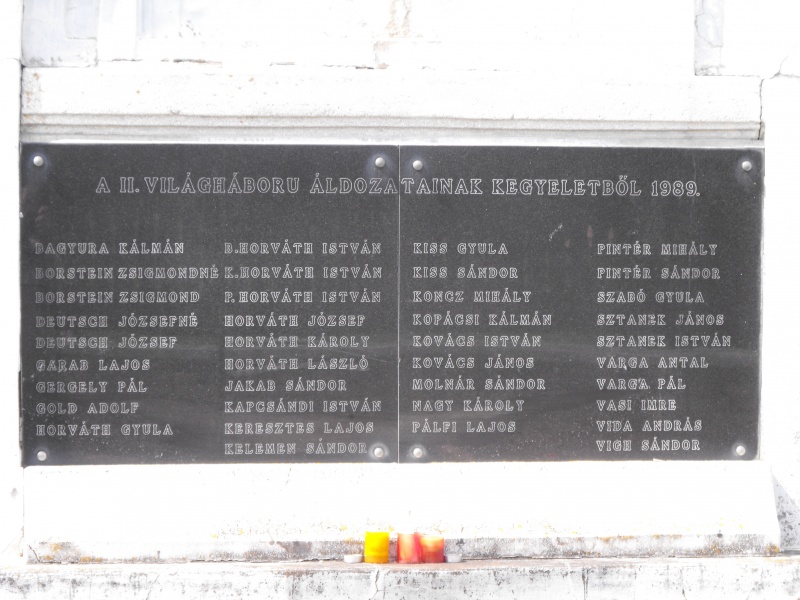 A II. VILÁGHÁBORU ÁLDOZATAINAK KEGYELETBŐL 1989.
DAGYURA KÁLMÁN
BORSTEIN ZSIGMONDNÉ
BORSTEIN ZSIGMOND
DEUTSCH JÓZSEFNÉ
DEUTSCH JÓZSEF
GARAB LAJOS
GERGELY PÁL
GOLD ADOLF
HORVÁTH GYULA
B. HORVÁTH ISTVÁN
K. HORVÁTH ISTVÁN
P. HORVÁTH ISTVÁN
HORVÁTH JÓZSEF
HORVÁTH KÁROLY
HORVÁTH LÁSZLÓ
JAKAB SÁNDOR
KAPCSÁNDI ISTVÁN
KERESZTES LAJOS
KELEMEN SÁNDOR
KISS GYULA
KISS SÁNDOR
KONCZ MIHÁLY
KOPÁCSI KÁLMÁN
KOVÁCS ISTVÁN
KOVÁCS JÁNOS
MOLNÁR SÁNDOR
NAGY KÁROLY
PÁLFI LAJOS
PINTÉR MIHÁLY
PINTÉR SÁNDOR
SZABÓ GYULA
SZTANEK JÁNOS
SZTANEK ISTVÁN
VARGA ANTAL
VARGA PÁL
VASI IMRE
VIDA ANDRÁS
VIGH SÁNDOR